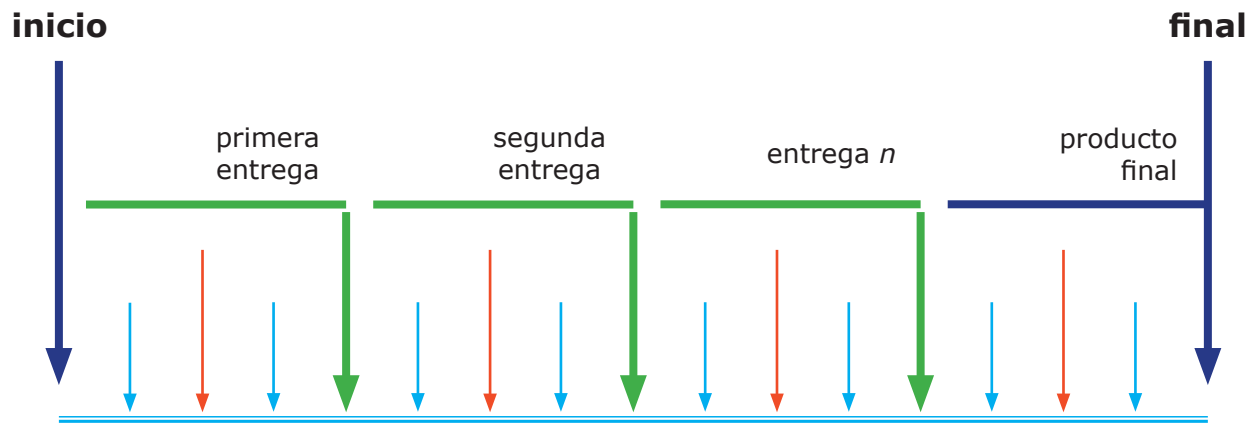 inicio
final
primera
entrega
segunda
entrega
entrega n
producto
final